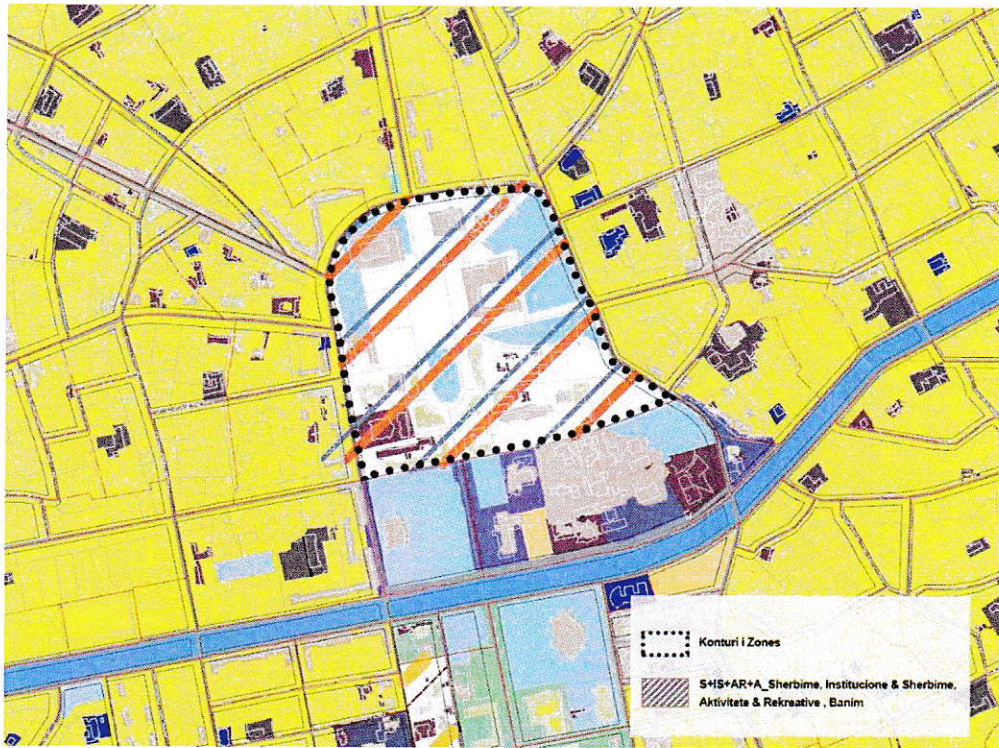 Konturi i Zones
S+IS+AR+A_Sherbime, Institucione & Sherbime,
Aktivitete & Rekreative , Banim